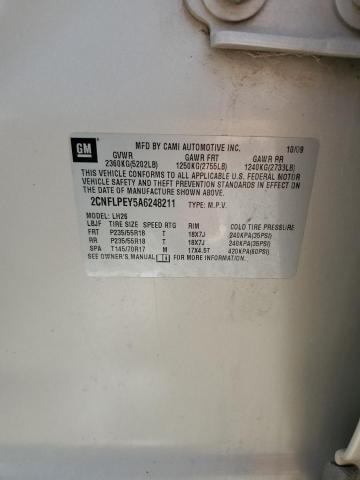 GM
MFD BY CAMI AUTOMOTIVE INC. 10/09
GVWR GAWR FRT GAWR RR
2360KG(5202LB) 1250KG(2755LB) 1240KG(2733LB)
THIS VEHICLE CONFORMS TO ALL APPLICABLE U.S. FEDERAL MOTOR
VEHICLE SAFETY AND THEFT PREVENTION STANDARDS IN EFFECT ON
THE DATE OF MANUFACTURE SHOWN ABOVE.
2CNFLPEY5A6248211 TYPE: M.P.V.
MODEL: LH26
LBJF TIRE SIZE SPEED RTG RIM COLD TIRE PRESSURE
FRT P235/55R18 T 18X7J 240KPA(35PSI)
RR P235/55R18 T 18X7J 240KPA(35PSI)
SPA T145/70R17 M 17X4.5T 420KPA(60PSI)
SEE OWNER'S MANUAL FOR MORE INFORMATION.